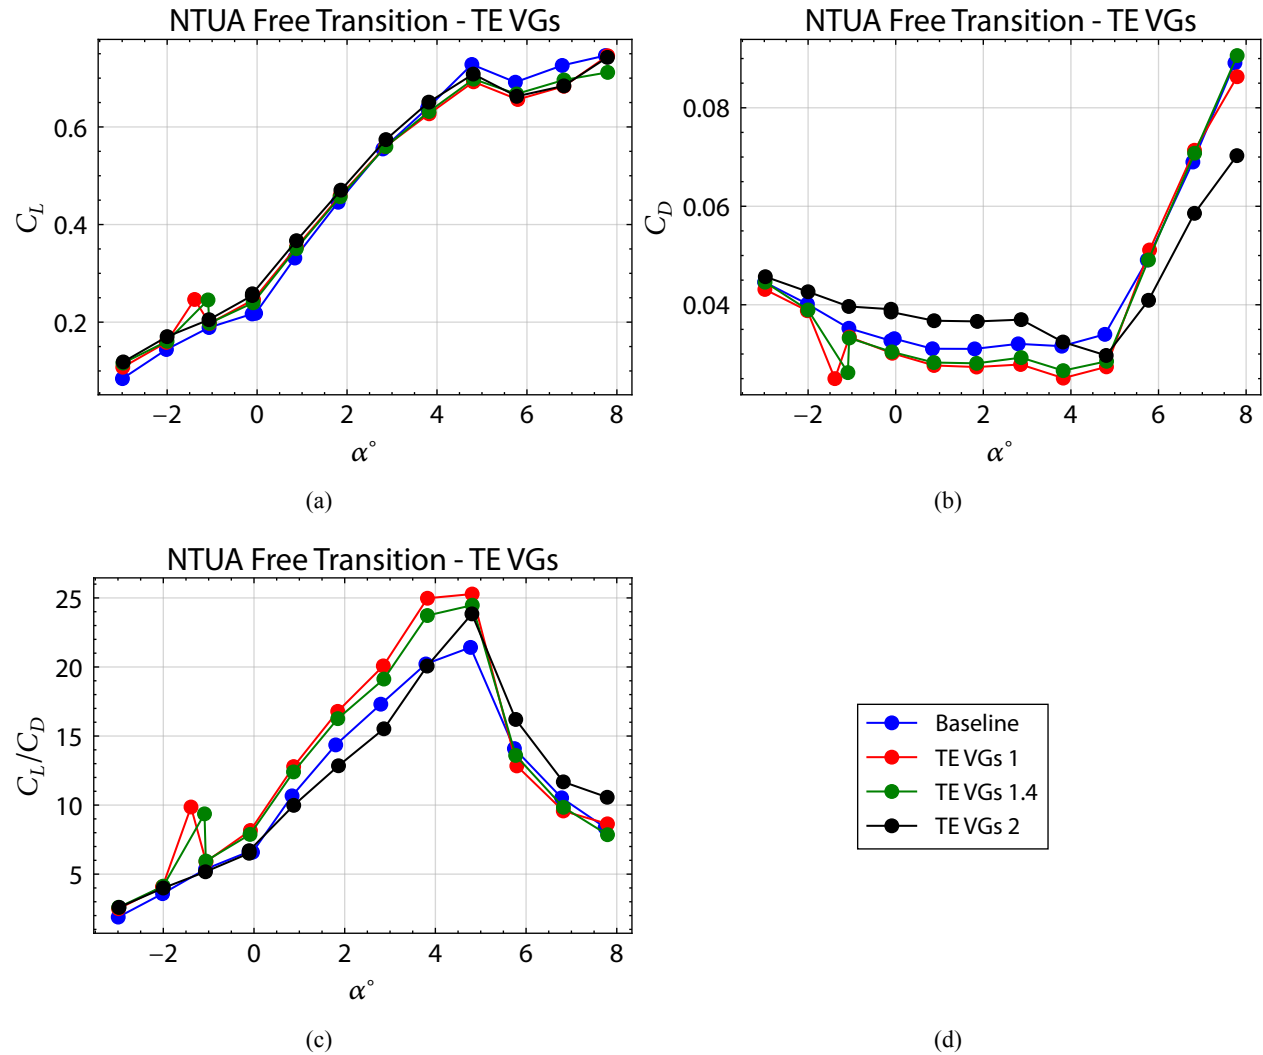 NTUA Free Transition - TE VGs
C_L
0.6
0.4
0.2
−2 0 2 4 6 8
α°
(a)
NTUA Free Transition - TE VGs
C_D
0.08
0.06
0.04
−2 0 2 4 6 8
α°
(b)
NTUA Free Transition - TE VGs
C_L/C_D
25
20
15
10
5
−2 0 2 4 6 8
α°
(c)
Baseline
TE VGs 1
TE VGs 1.4
TE VGs 2
(d)